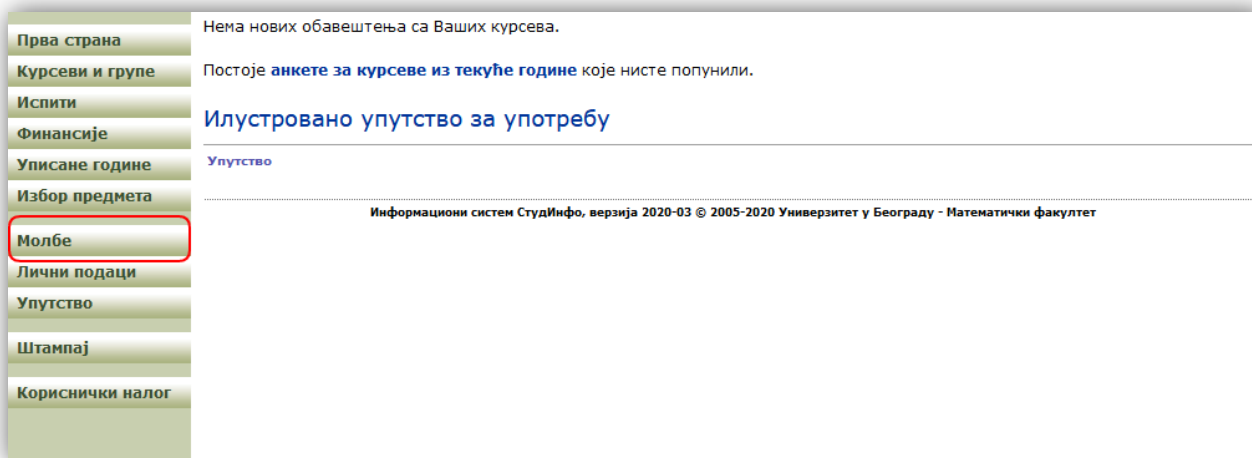 Прва страна
Курсеви и групе
Испити
Финансије
Уписане године
Избор предмета
Молбе
Лични подаци
Упутство
Штампај
Кориснички налог
Нема нових обавештења са Ваших курсева.
Постоје анкете за курсеве из текуће године које нисте попунили.
Илустровано упутство за употребу
Упутство
Информациони систем СтудИнфо, верзија 2020-03 © 2005-2020 Универзитет у Београду - Математички факултет